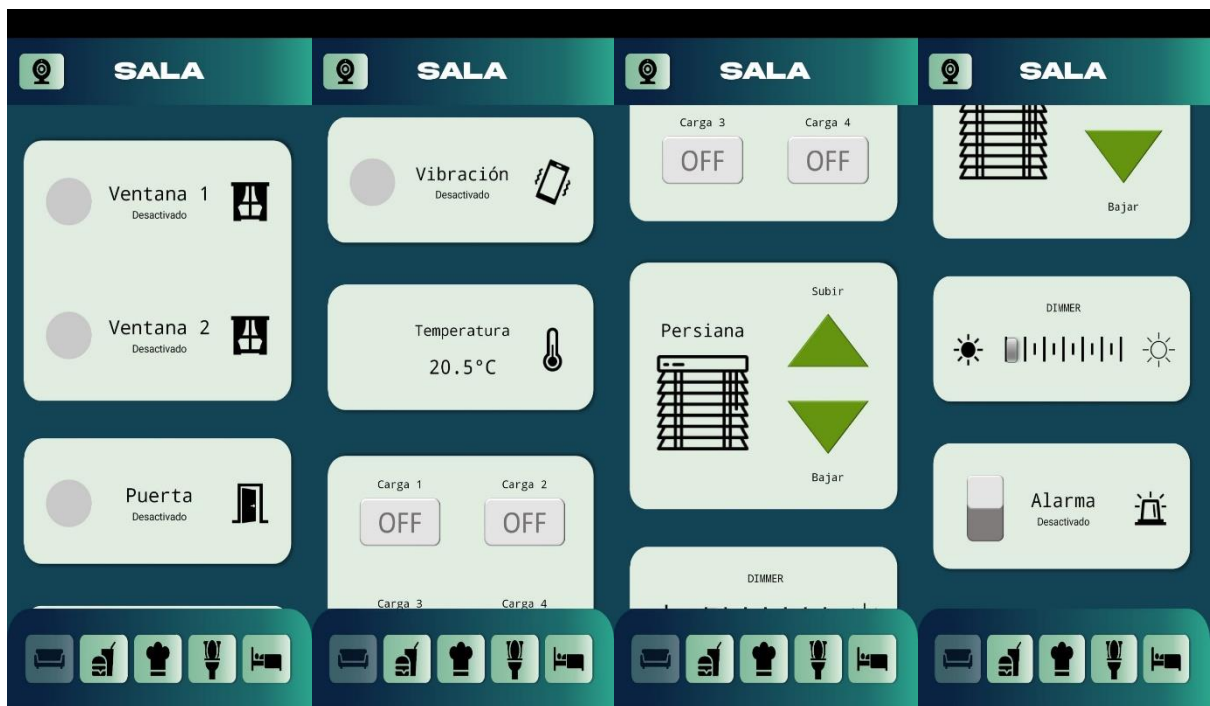 SALA
Ventana 1
Desactivado
Ventana 2
Desactivado
Puerta
Desactivado
SALA
Vibración
Desactivado
Temperatura
20.5°C
Carga 1 Carga 2
OFF OFF
Carga 3 Carga 4
SALA
Carga 3 Carga 4
OFF OFF
Subir
Persiana
Bajar
DIMMER
SALA
Bajar
DIMMER
Alarma
Desactivado